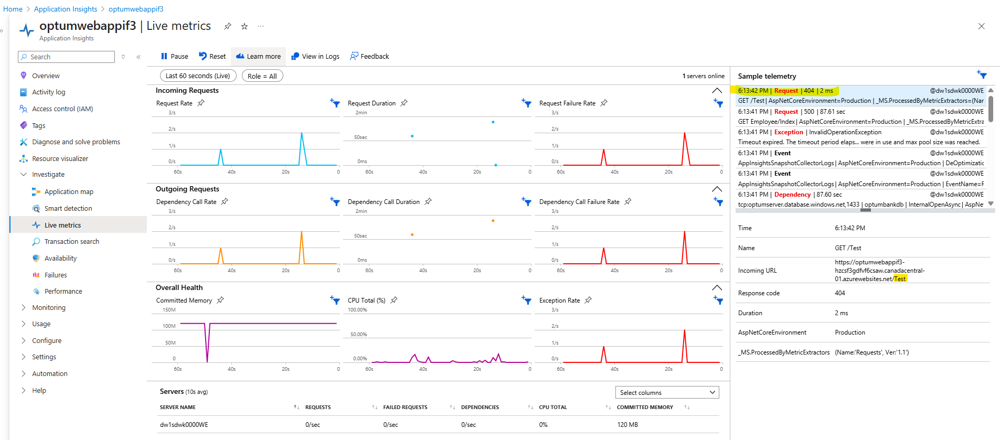 Home > Application Insights > optumwebappif3
optumwebappif3 | Live metrics
Application Insights
Search
Overview
Activity log
Access control (IAM)
Tags
Diagnose and solve problems
Resource visualizer
Investigate
Application map
Smart detection
Live metrics
Transaction search
Availability
Failures
Performance
Monitoring
Usage
Configure
Settings
Automation
Help
Pause Reset Learn more View in Logs Feedback
Last 60 seconds (Live) Role = All 1 servers online
Incoming Requests
Request Rate
3/s
2/s
1/s
0/s
60s 40s 20s 0
Request Duration
2min
50sec
0ms
60s 40s 20s 0
Request Failure Rate
3/s
2/s
1/s
0/s
60s 40s 20s 0
Outgoing Requests
Dependency Call Rate
3/s
2/s
1/s
0/s
60s 40s 20s 0
Dependency Call Duration
2min
50sec
0ms
60s 40s 20s 0
Dependency Call Failure Rate
3/s
2/s
1/s
0/s
60s 40s 20s 0
Overall Health
Committed Memory
150M
100M
50M
0
60s 40s 20s 0
CPU Total (%)
100.00%
50.00%
0.00%
60s 40s 20s 0
Exception Rate
3/s
2/s
1/s
0/s
60s 40s 20s 0
Servers (10s avg)
Select columns
SERVER NAME REQUESTS FAILED REQUESTS DEPENDENCIES CPU TOTAL COMMITTED MEMORY
dw1sdwk0000WE 0/sec 0/sec 0/sec 0% 120 MB
Sample telemetry
6:13:42 PM | Request | 404 | 2 ms @dw1sdwk0000WE
GET /Test | AspNetCoreEnvironment=Production | _MS.ProcessedByMetricExtractors=(Nar
6:13:41 PM | Request | 500 | 87.61 sec @dw1sdwk0000WE
GET Employee/Index | AspNetCoreEnvironment=Production | _MS.ProcessedByMetricExtra
6:13:41 PM | Exception | InvalidOperationException @dw1sdwk0000WE
Timeout expired. The timeout period elaps... were in use and max pool size was reached.
6:13:41 PM | Event @dw1sdwk0000WE
AppInsightsSnapshotCollectorLogs | AspNetCoreEnvironment=Production | DeOptimizatic
6:13:41 PM | Event @dw1sdwk0000WE
AppInsightsSnapshotCollectorLogs | AspNetCoreEnvironment=Production | EventName=F
6:13:41 PM | Dependency | 87.60 sec @dw1sdwk0000WE
tcp:optumserver.database.windows.net,1433 | optumbankdb | InternalOpenAsync | AspNe
Time 6:13:42 PM
Name GET /Test
Incoming URL
https://optumwebappif3-
hzcsf3gdfvf6csaw.canadacentral-
01.azurewebsites.net/Test
Response code 404
Duration 2 ms
AspNetCoreEnvironment Production
_MS.ProcessedByMetricExtractors (Name:'Requests', Ver:'1.1')